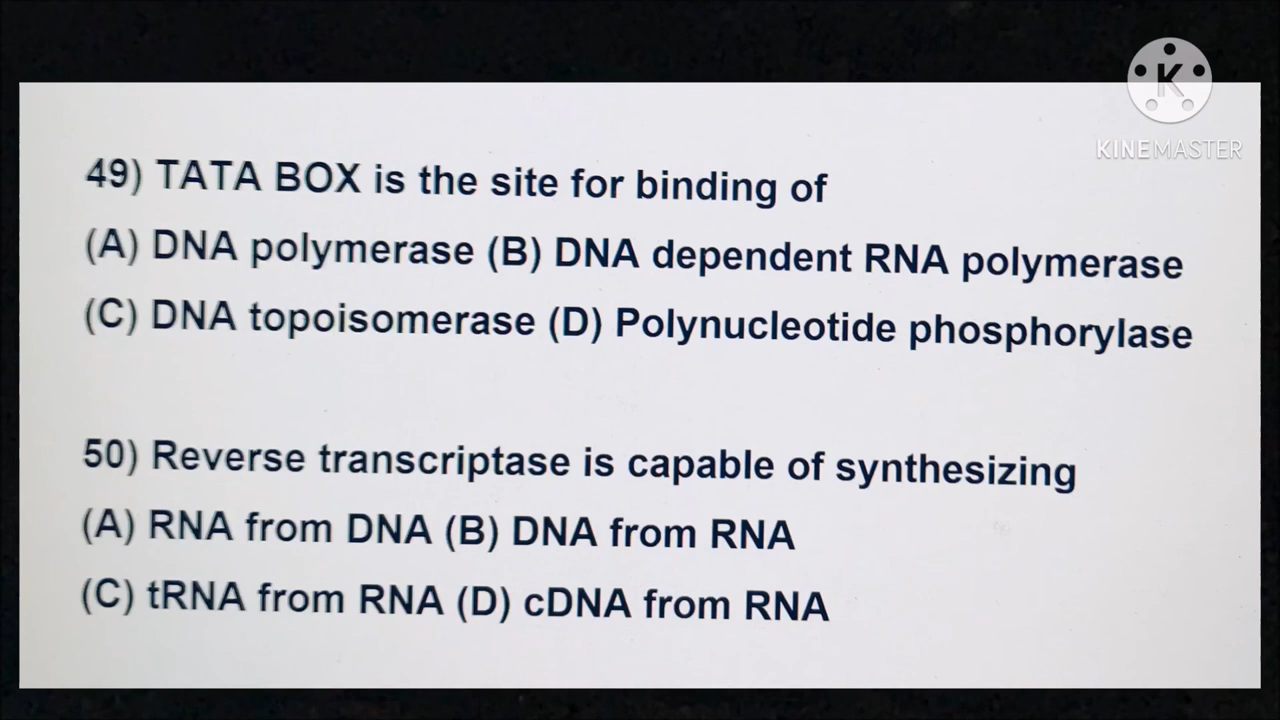 K
KINEMASTER
49) TATA BOX is the site for binding of
(A) DNA polymerase (B) DNA dependent RNA polymerase
(C) DNA topoisomerase (D) Polynucleotide phosphorylase
50) Reverse transcriptase is capable of synthesizing
(A) RNA from DNA (B) DNA from RNA
(C) tRNA from RNA (D) cDNA from RNA